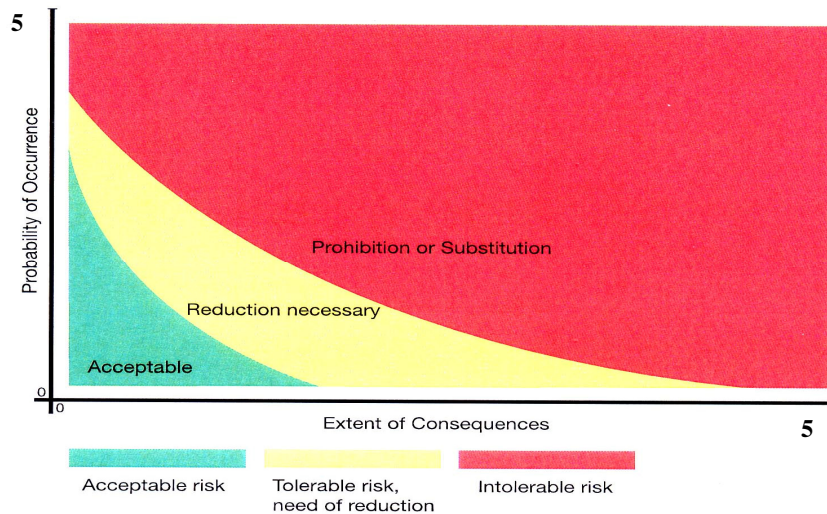 5
Probability of Occurrence
Prohibition or Substitution
Reduction necessary
Acceptable
0
0
Extent of Consequences
5
Acceptable risk
Tolerable risk,
need of reduction
Intolerable risk